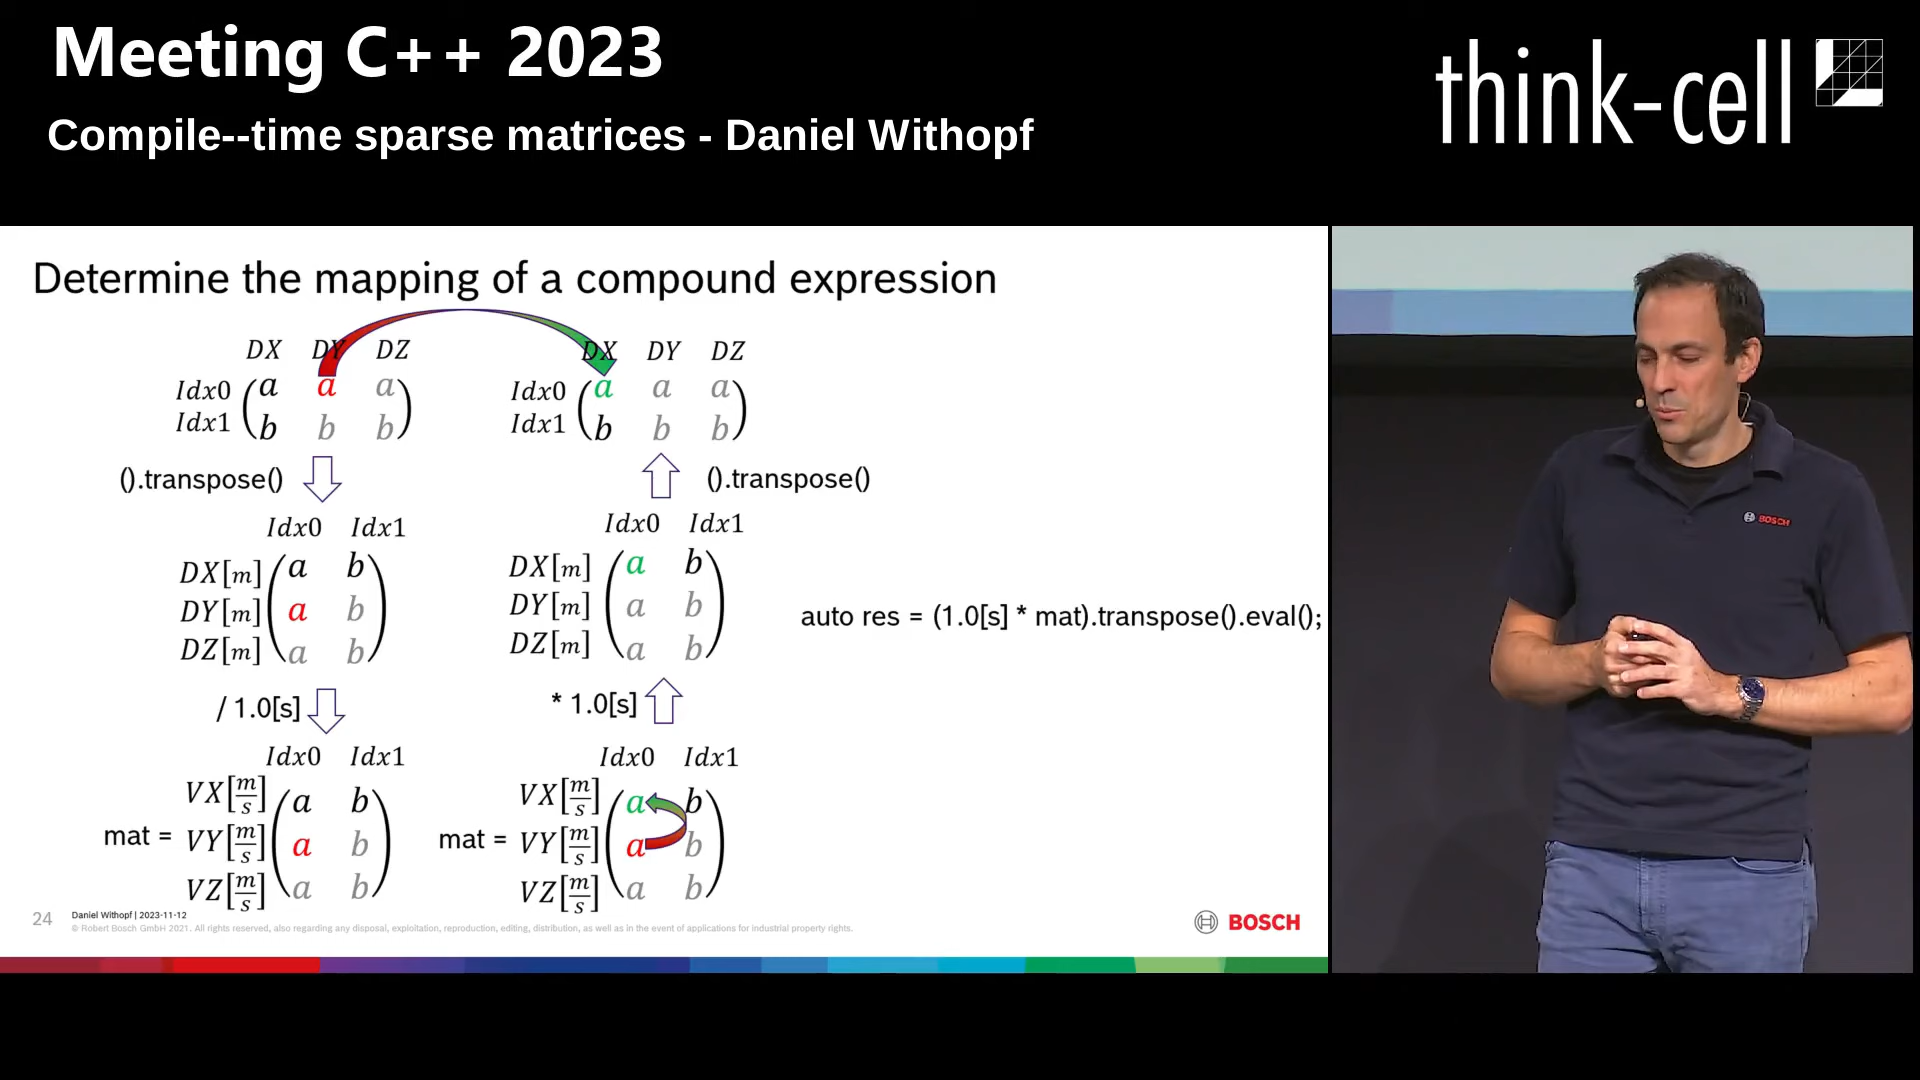 Meeting C++ 2023
think-cell
Compile--time sparse matrices - Daniel Withopf
Determine the mapping of a compound expression
DX DY DZ
Idx0 a a a
Idx1 b b b
().transpose()
Idx0 Idx1
DX[m] a b
DY[m] a b
DZ[m] a b
/ 1.0[s]
Idx0 Idx1
mat =
VX[m/s] a b
VY[m/s] a b
VZ[m/s] a b
DX DY DZ
Idx0 a a a
Idx1 b b b
().transpose()
Idx0 Idx1
DX[m] a b
DY[m] a b
DZ[m] a b
* 1.0[s]
Idx0 Idx1
mat =
VX[m/s] a b
VY[m/s] a b
VZ[m/s] a b
auto res = (1.0[s] * mat).transpose().eval();
24
Daniel Withopf | 2023-11-12
© Robert Bosch GmbH 2021. All rights reserved, also regarding any disposal, exploitation, reproduction, editing, distribution, as well as in the event of applications for industrial property rights.
BOSCH
BOSCH